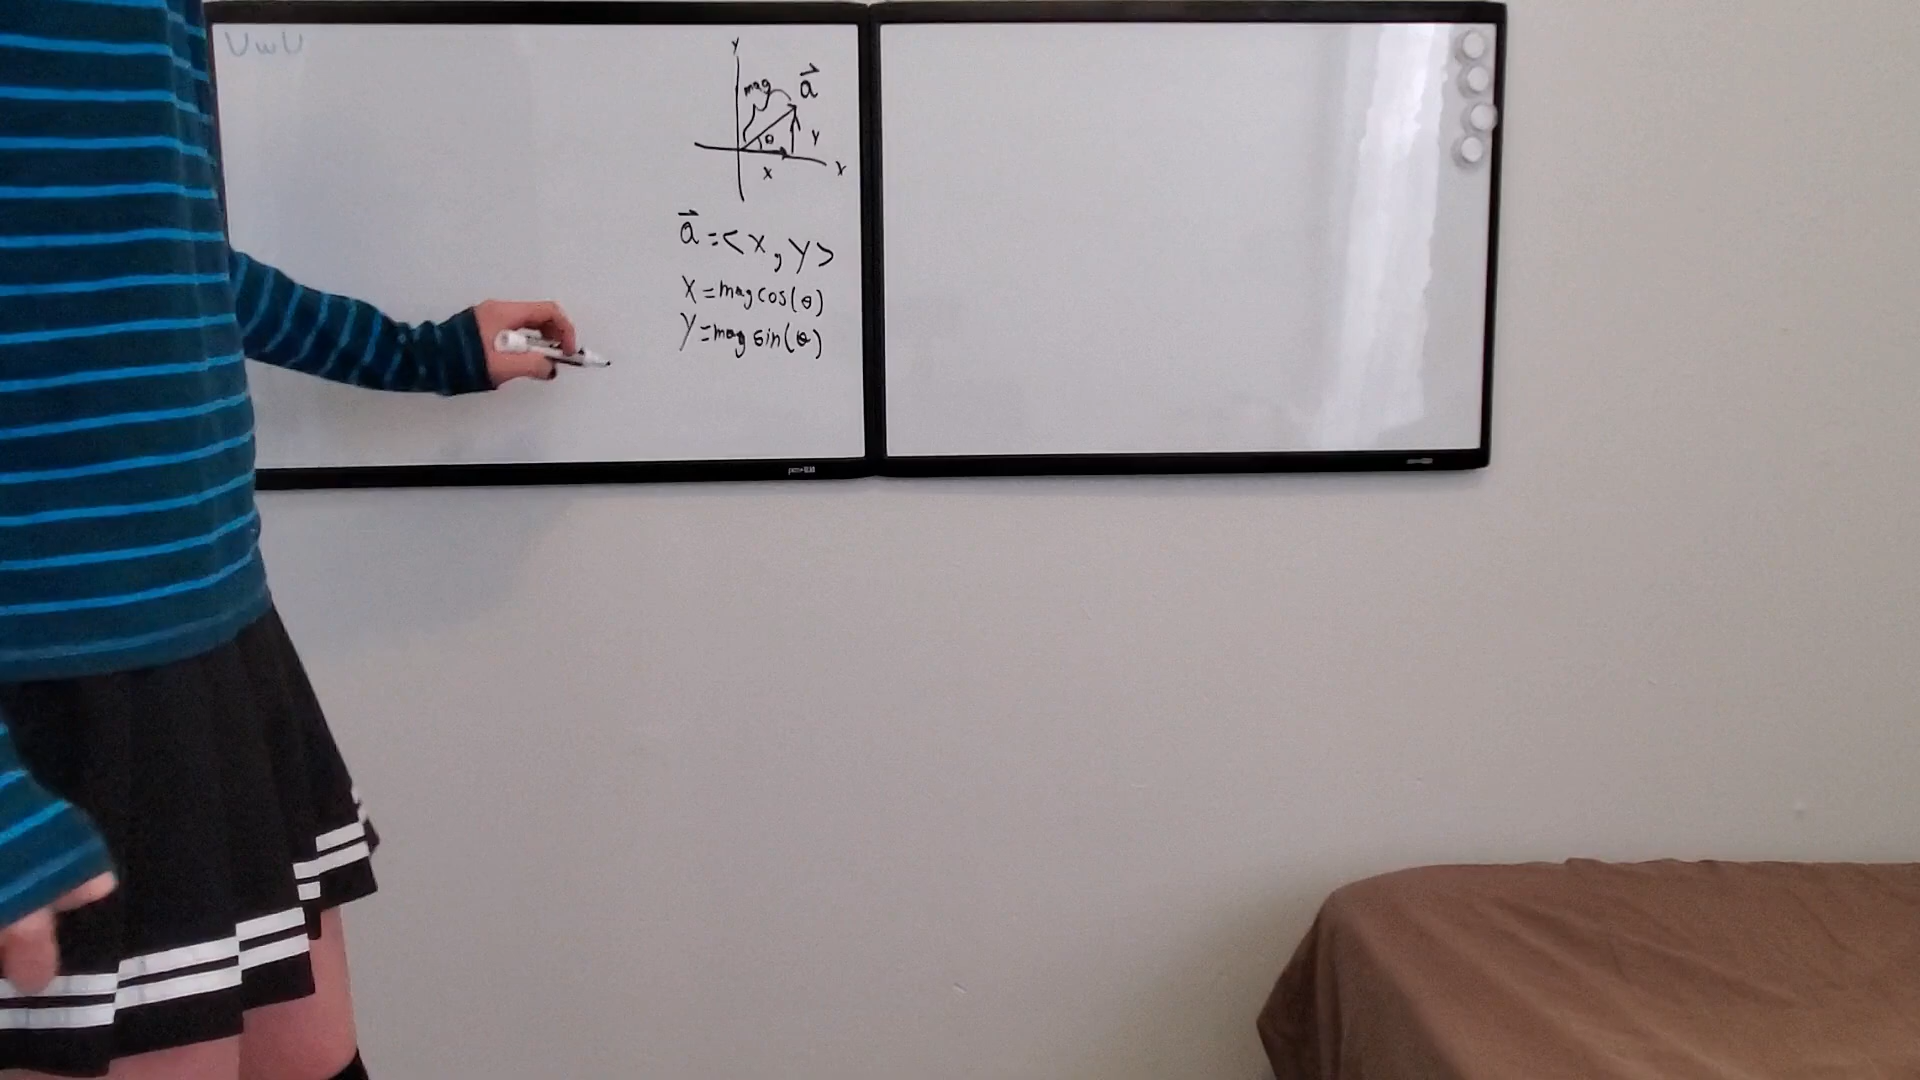 UwU
y
mag
a⃗
θ
y
x
x
a⃗ = <x, y>
x = mag cos(θ)
y = mag sin(θ)